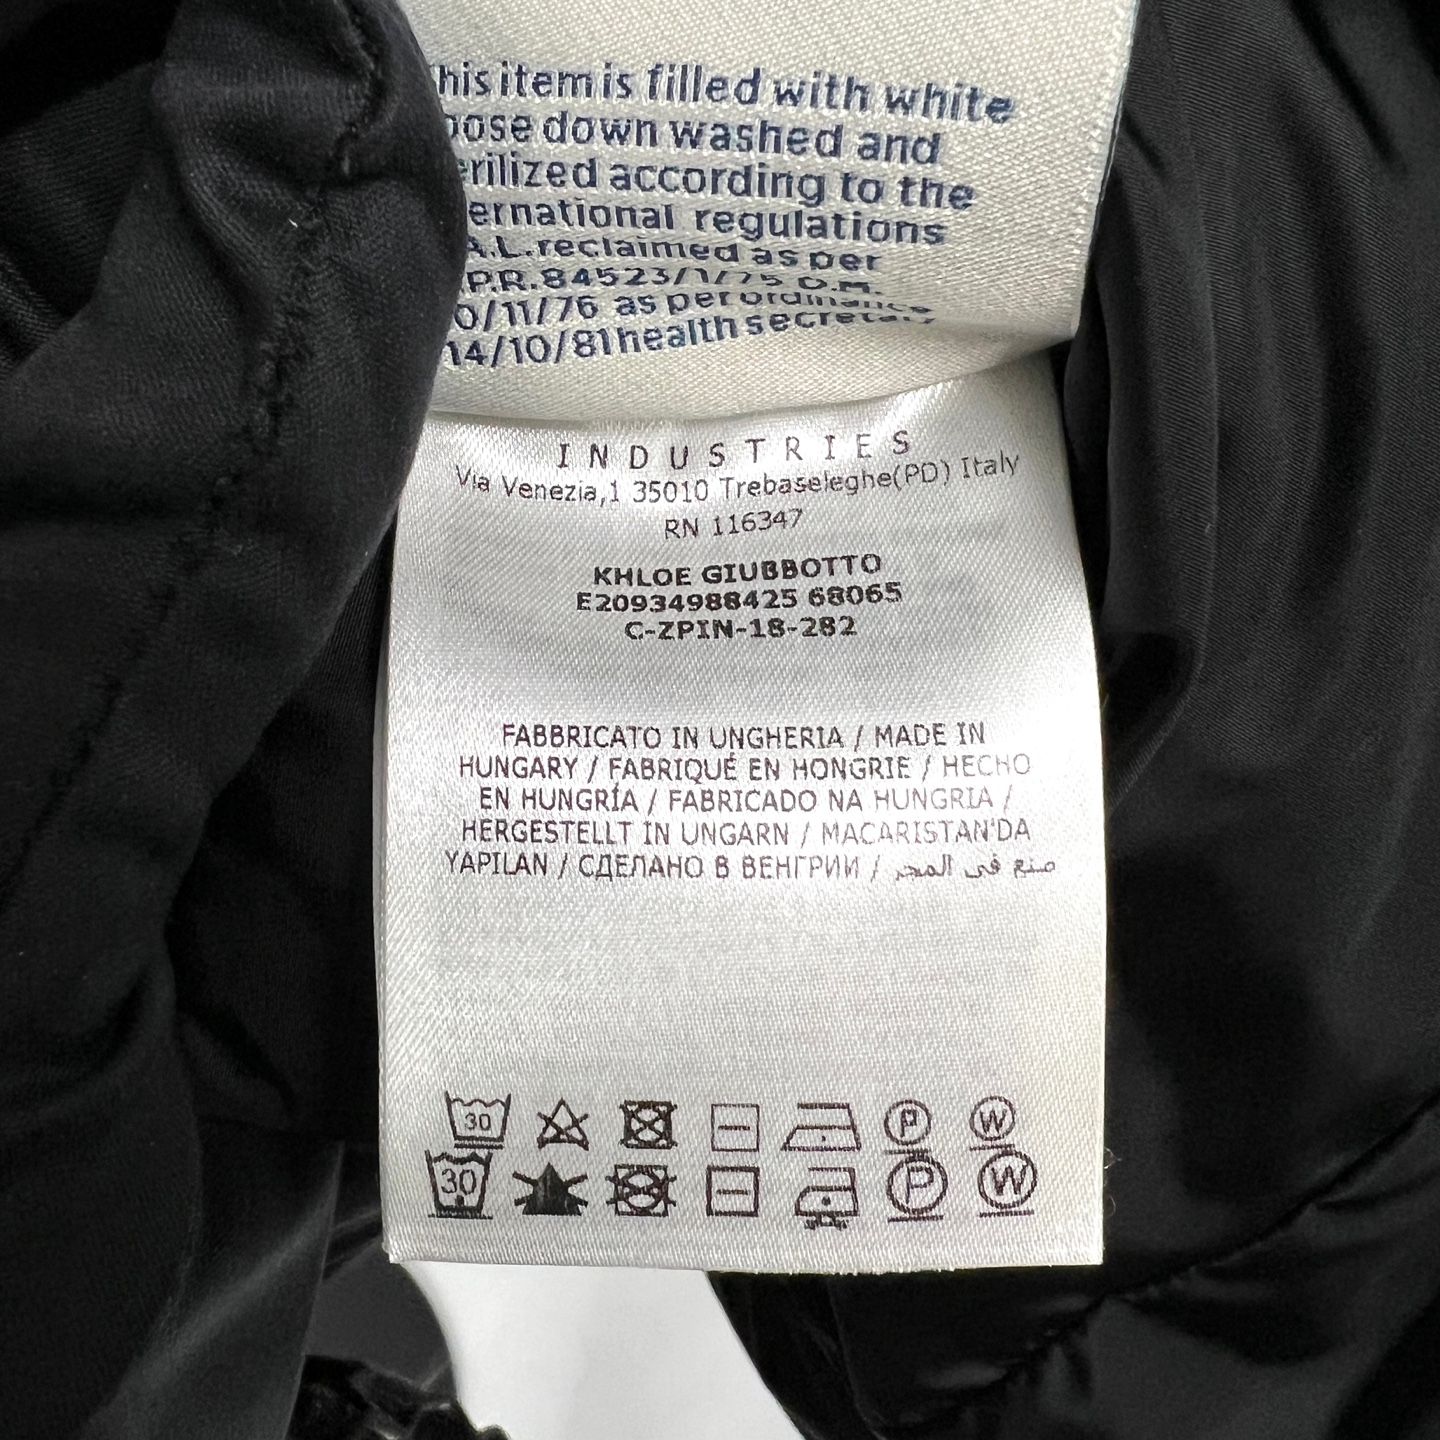 his item is filled with white
oose down washed and
erilized according to the
ernational regulations
A.L. reclaimed as per
.P.R. 84523/1/75 D.M.
0/11/76 as per ordinance
14/10/81 health secretary
INDUSTRIES
Via Venezia,1 35010 Trebaseleghe(PD) Italy
RN 116347
KHLOE GIUBBOTTO
E20934988425 68065
C-ZPIN-18-282
FABBRICATO IN UNGHERIA / MADE IN
HUNGARY / FABRIQUÉ EN HONGRIE / HECHO
EN HUNGRÍA / FABRICADO NA HUNGRIA /
HERGESTELLT IN UNGARN / MACARISTAN'DA
YAPILAN / СДЕЛАНО В ВЕНГРИИ / صنع في المجر
30 P W
30 P W